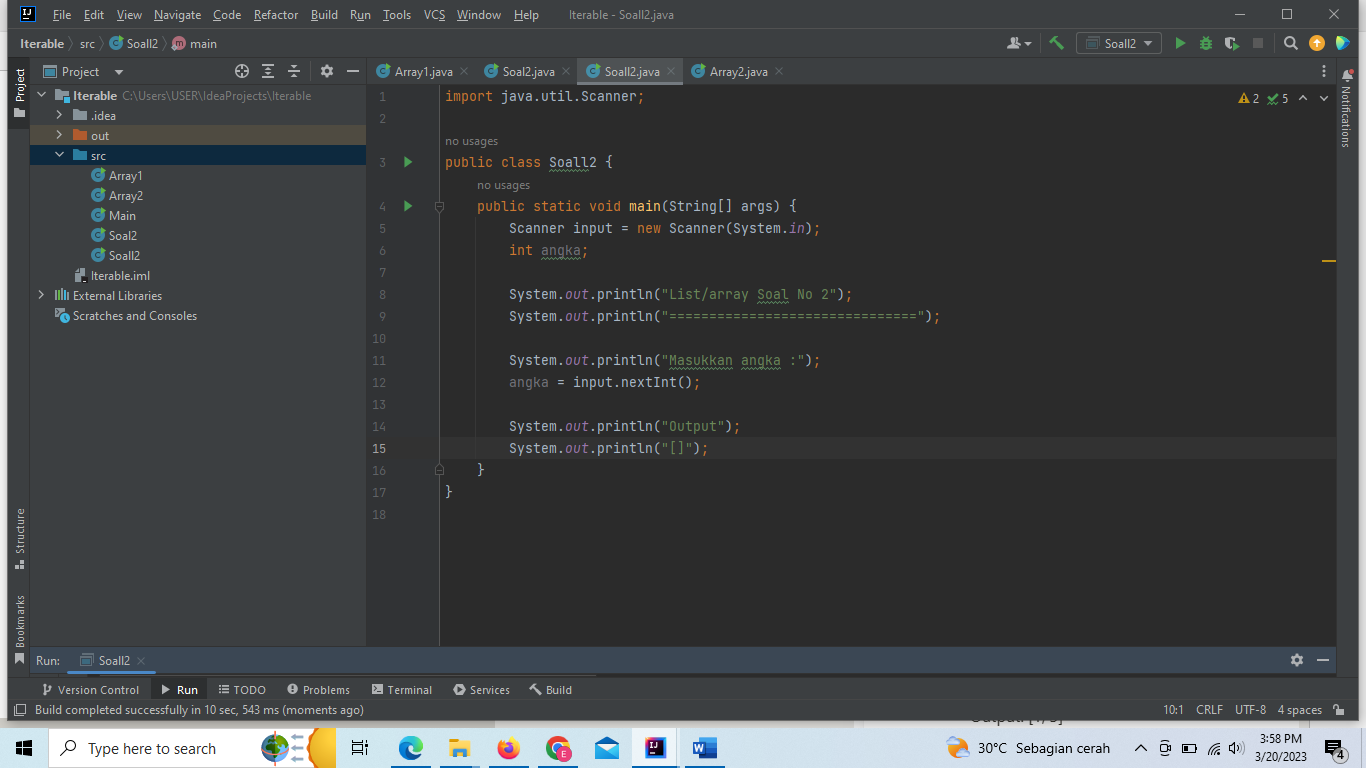 File Edit View Navigate Code Refactor Build Run Tools VCS Window Help Iterable - Soall2.java
Iterable src Soall2 main Soall2
Project Array1.java Soal2.java Soall2.java Array2.java
Project
Notifications
Structure
Bookmarks
Iterable C:\Users\USER\IdeaProjects\Iterable
.idea
out
src
Array1
Array2
Main
Soal2
Soall2
Iterable.iml
External Libraries
Scratches and Consoles
2 5
1 import java.util.Scanner;
2
no usages
3 public class Soall2 {
no usages
4 public static void main(String[] args) {
5 Scanner input = new Scanner(System.in);
6 int angka;
7
8 System.out.println("List/array Soal No 2");
9 System.out.println("===============================");
10
11 System.out.println("Masukkan angka :");
12 angka = input.nextInt();
13
14 System.out.println("Output");
15 System.out.println("[]");
16 }
17 }
18
Run: Soall2
Version Control Run TODO Problems Terminal Services Build
Build completed successfully in 10 sec, 543 ms (moments ago) 10:1 CRLF UTF-8 4 spaces
Type here to search 30°C Sebagian cerah 3:58 PM
3/20/2023 4